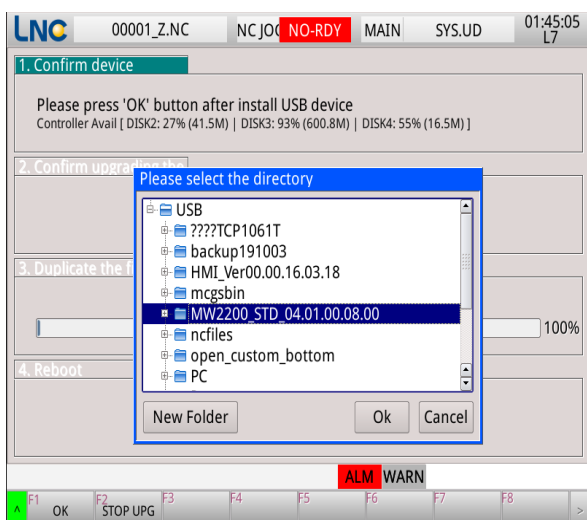 LNC 00001_Z.NC NC JO NO-RDY MAIN SYS.UD 01:45:05
L7
1. Confirm device
Please press 'OK' button after install USB device
Controller Avail [ DISK2: 27% (41.5M) | DISK3: 93% (600.8M) | DISK4: 55% (16.5M) ]
2. Confirm upgrading the
Please select the directory
USB
????TCP1061T
backup191003
HMI_Ver00.00.16.03.18
mcgsbin
MW2200_STD_04.01.00.08.00
ncfiles
open_custom_bottom
PC
3. Duplicate the f
100%
4. Reboot
New Folder Ok Cancel
ALM WARN
^ F1 OK F2 STOP UPG F3 F4 F5 F6 F7 F8 >